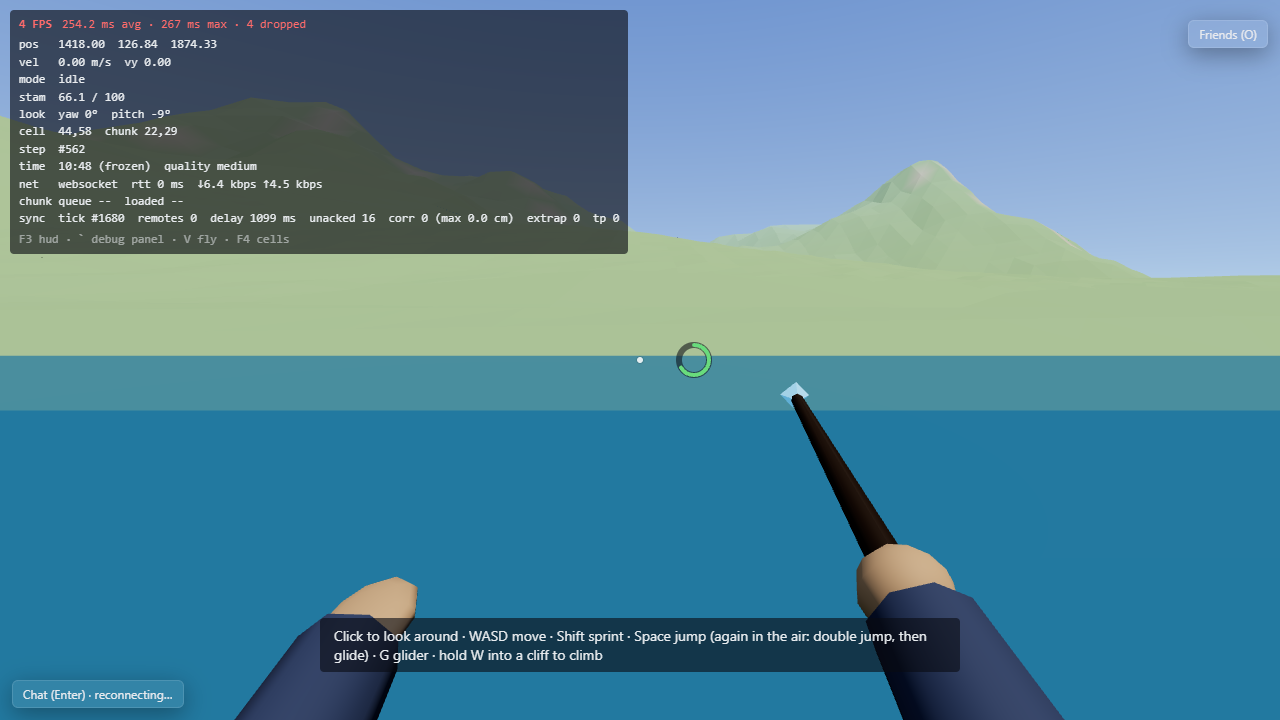 4 FPS 254.2 ms avg · 267 ms max · 4 dropped
pos 1418.00 126.84 1874.33
vel 0.00 m/s vy 0.00
mode idle
stam 66.1 / 100
look yaw 0° pitch -9°
cell 44,58 chunk 22,29
step #562
time 10:48 (frozen) quality medium
net websocket rtt 0 ms ↓6.4 kbps ↑4.5 kbps
chunk queue -- loaded --
sync tick #1680 remotes 0 delay 1099 ms unacked 16 corr 0 (max 0.0 cm) extrap 0 tp 0
F3 hud · ` debug panel · V fly · F4 cells
Friends (O)
Click to look around · WASD move · Shift sprint · Space jump (again in the air: double jump, then
glide) · G glider · hold W into a cliff to climb
Chat (Enter) · reconnecting...